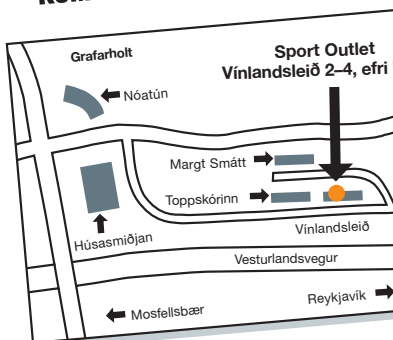 Grafarholt
Sport Outlet
Vínlandsleið 2–4, efri
Nóatún
Margt Smátt
Toppskórinn
Húsasmiðjan
Vínlandsleið
Vesturlandsvegur
Reykjavík
Mosfellsbær